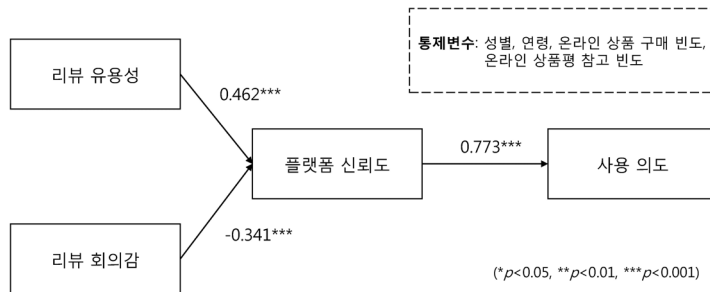 통제변수: 성별, 연령, 온라인 상품 구매 빈도,
온라인 상품평 참고 빈도
리뷰 유용성
0.462***
플랫폼 신뢰도
0.773***
사용 의도
-0.341***
리뷰 회의감
(*p<0.05, **p<0.01, ***p<0.001)